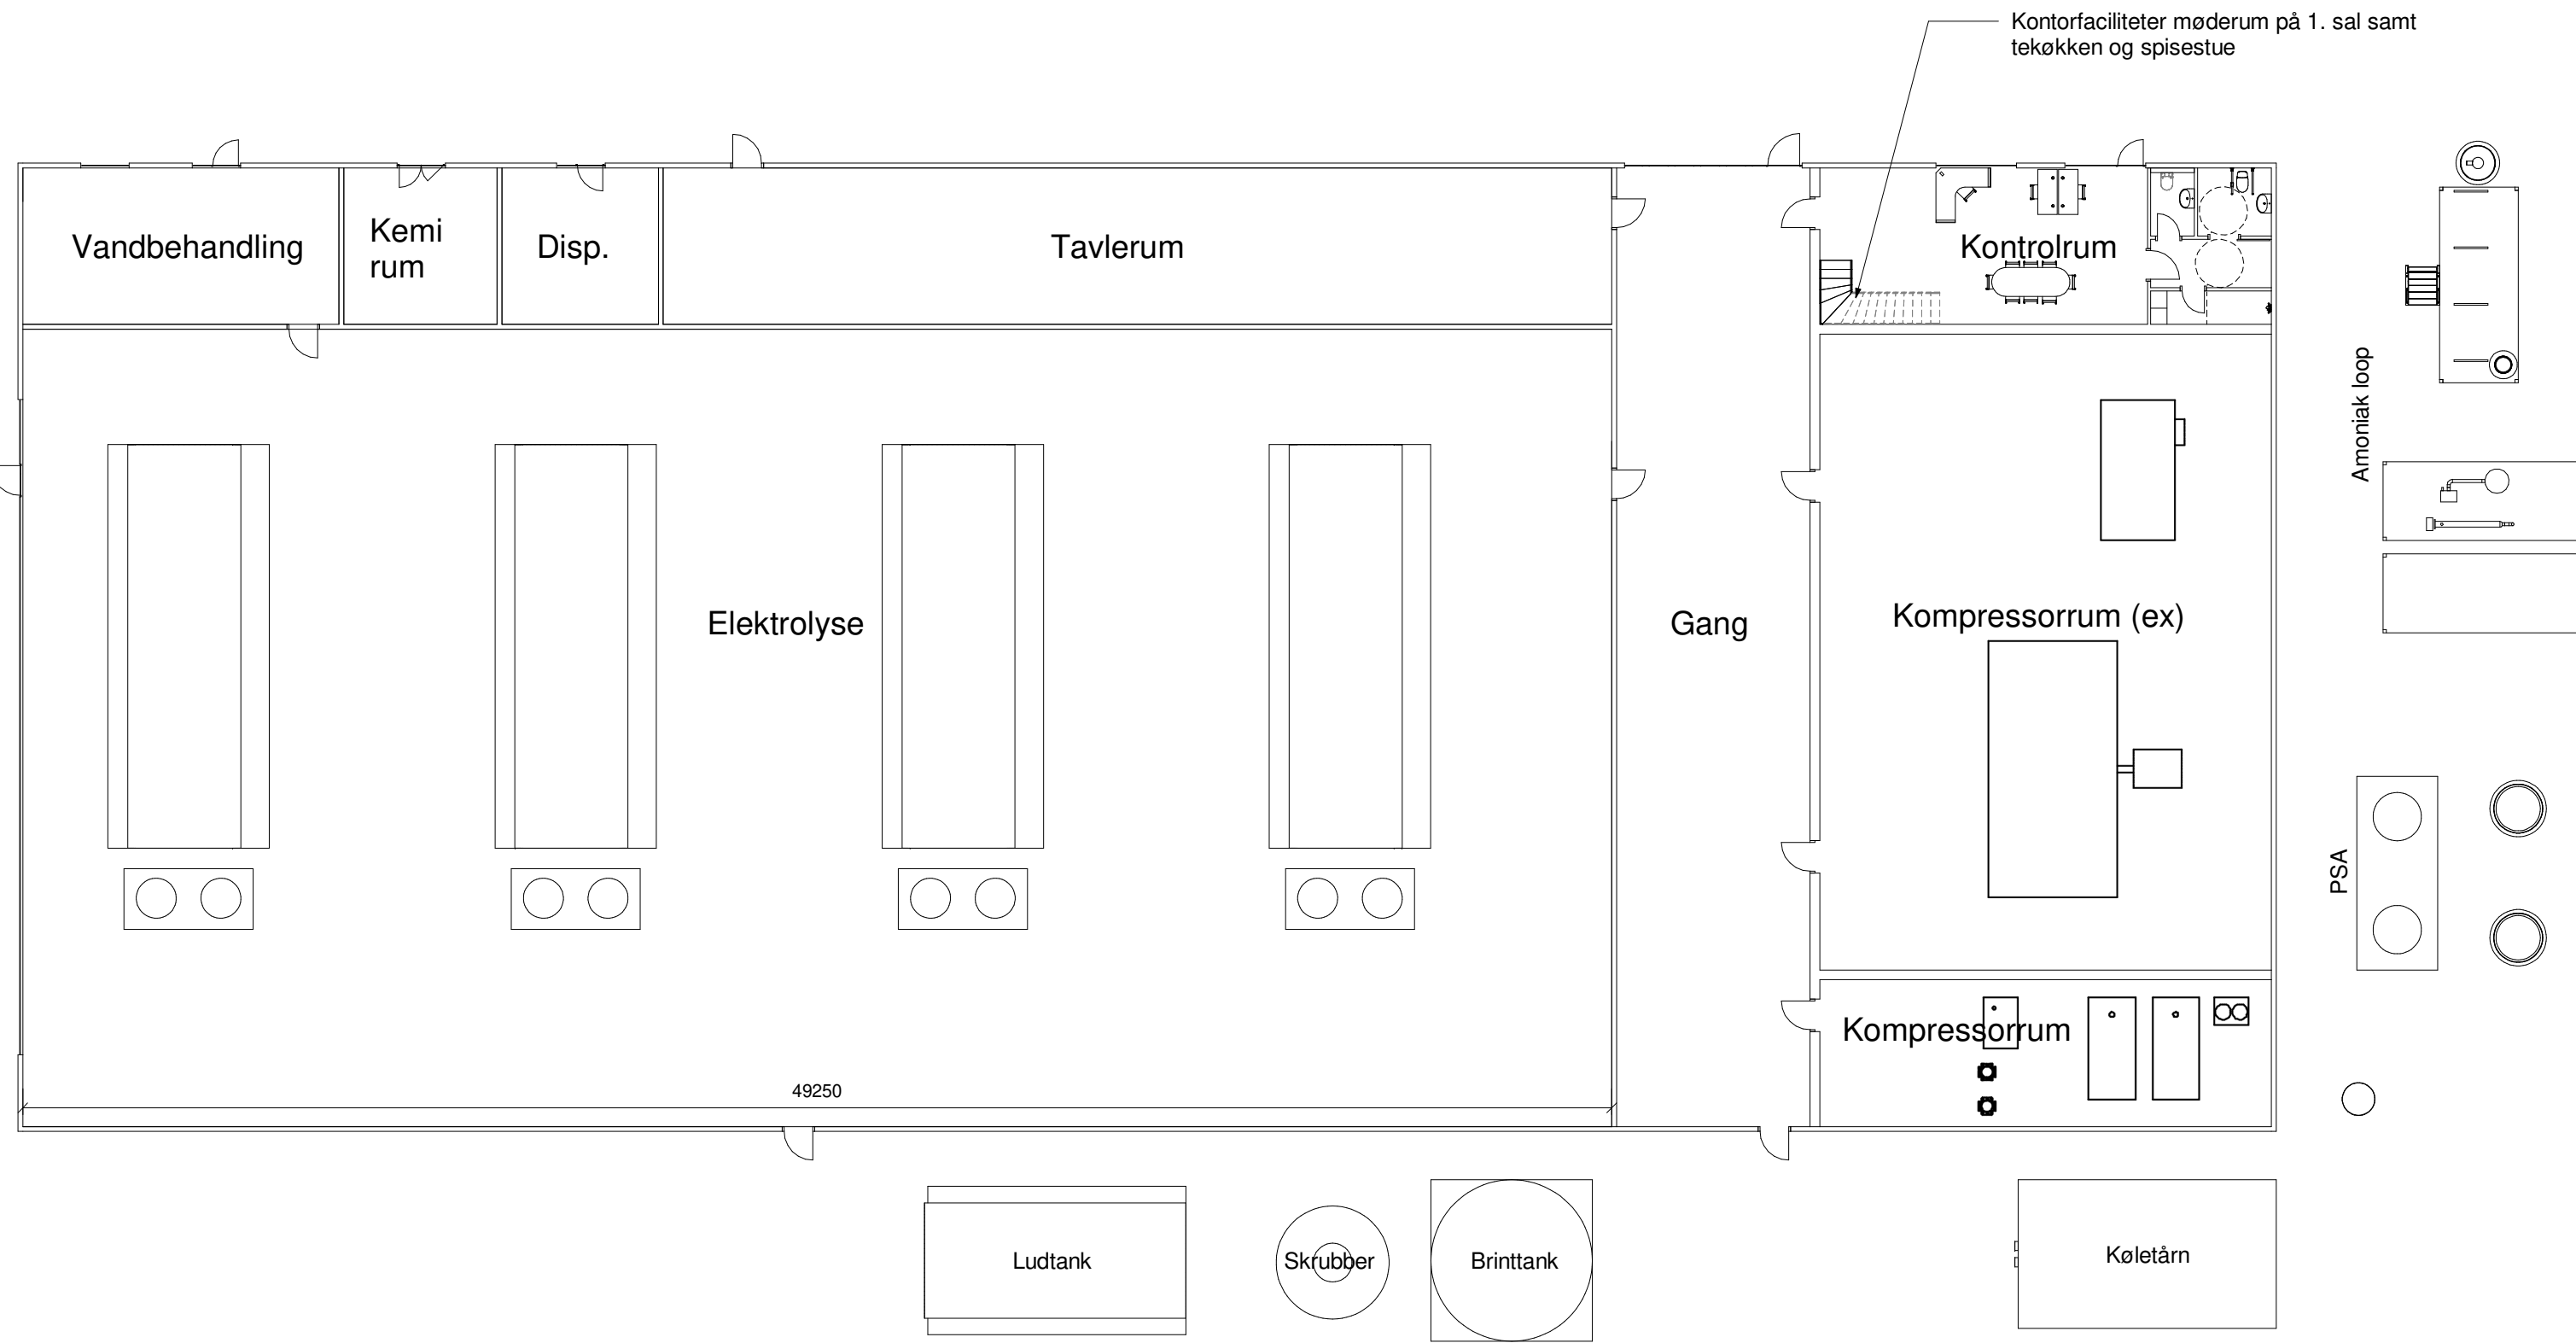 Kontorfaciliteter møderum på 1. sal samt
tekøkken og spisestue
Vandbehandling
Kemi
rum
Disp.
Tavlerum
Kontrolrum
Amoniak loop
Elektrolyse
Gang
Kompressorrum (ex)
PSA
Kompressorrum
49250
Ludtank
Skrubber
Brinttank
Køletårn